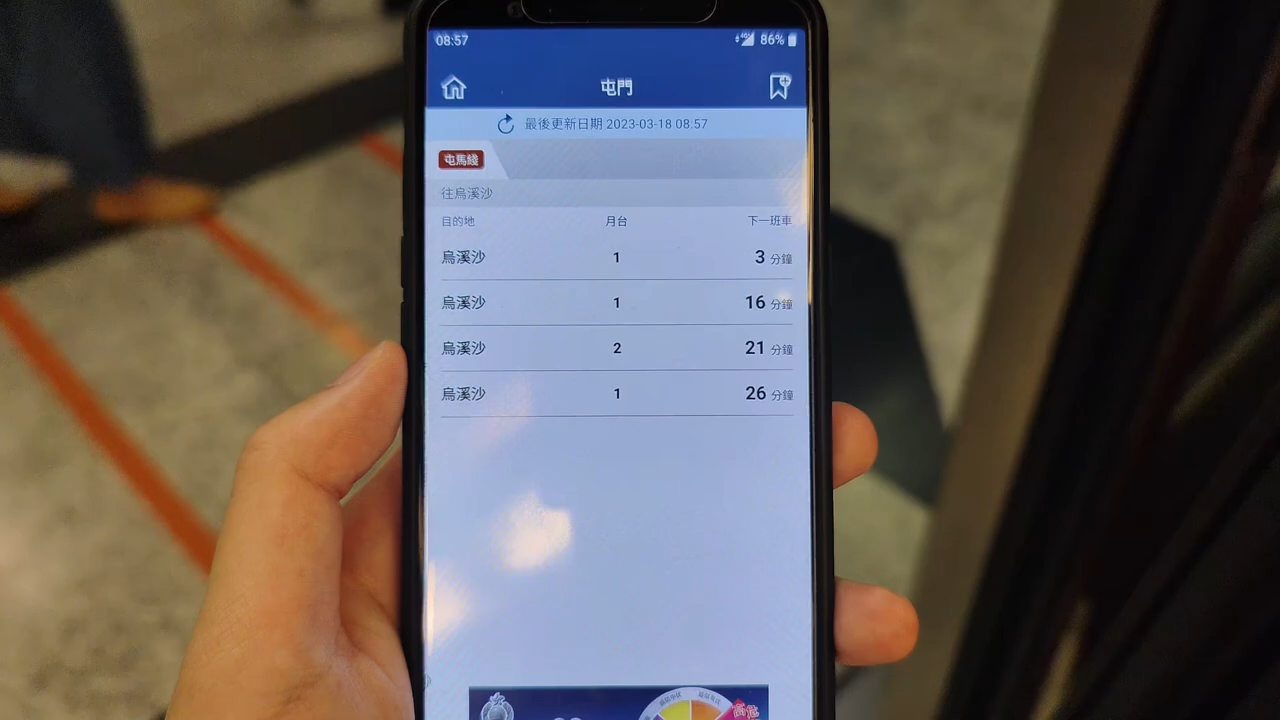 08:57 86%
屯門
最後更新日期 2023-03-18 08:57
屯馬綫
往烏溪沙
目的地 月台 下一班車
烏溪沙 1 3 分鐘
烏溪沙 1 16 分鐘
烏溪沙 2 21 分鐘
烏溪沙 1 26 分鐘